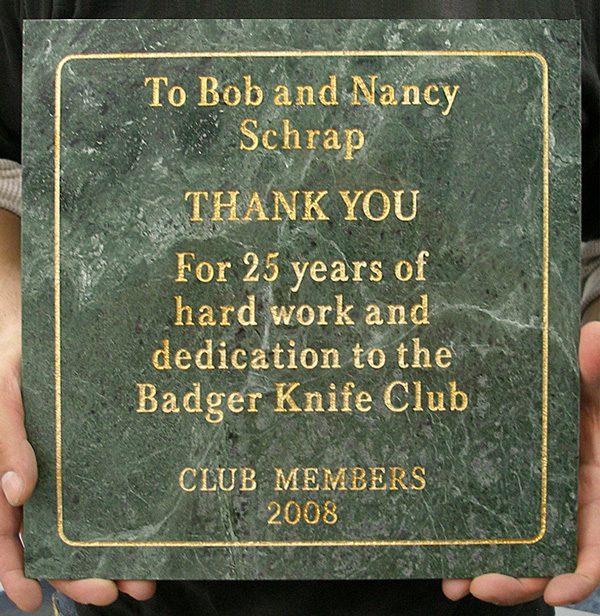 To Bob and Nancy
Schrap
THANK YOU
For 25 years of
hard work and
dedication to the
Badger Knife Club
CLUB MEMBERS
2008